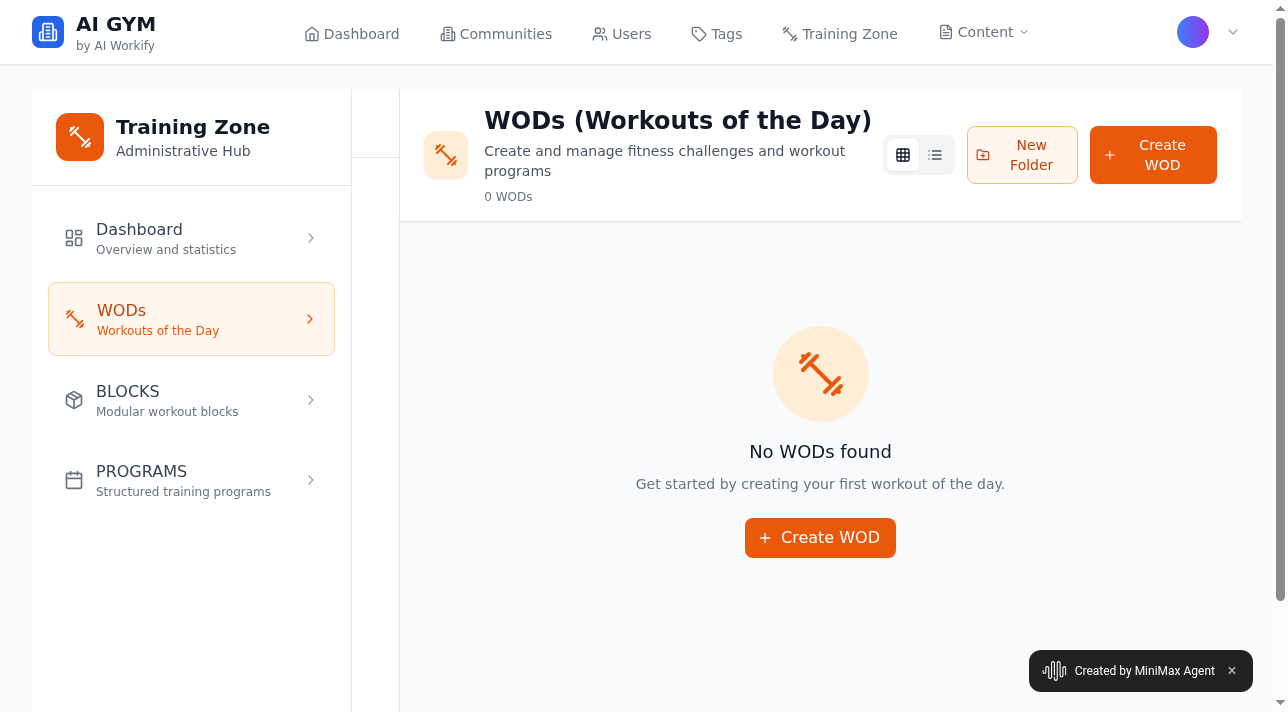 AI GYM
by AI Workify
Dashboard
Communities
Users
Tags
Training Zone
Content
Training Zone
Administrative Hub
Dashboard
Overview and statistics
WODs
Workouts of the Day
BLOCKS
Modular workout blocks
PROGRAMS
Structured training programs
WODs (Workouts of the Day)
Create and manage fitness challenges and workout
programs
0 WODs
New
Folder
Create
WOD
No WODs found
Get started by creating your first workout of the day.
Create WOD
Created by MiniMax Agent